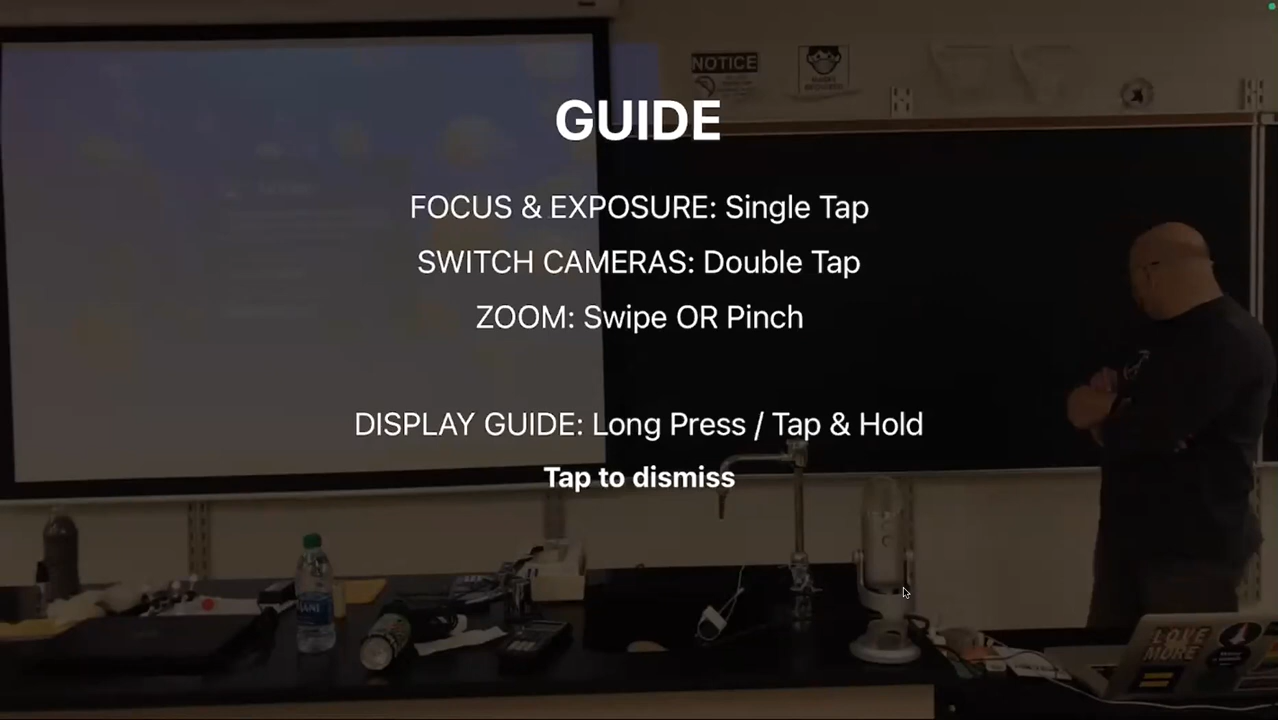 NOTICE
GUIDE
FOCUS & EXPOSURE: Single Tap
SWITCH CAMERAS: Double Tap
ZOOM: Swipe OR Pinch
DISPLAY GUIDE: Long Press / Tap & Hold
Tap to dismiss
LOVE
MORE